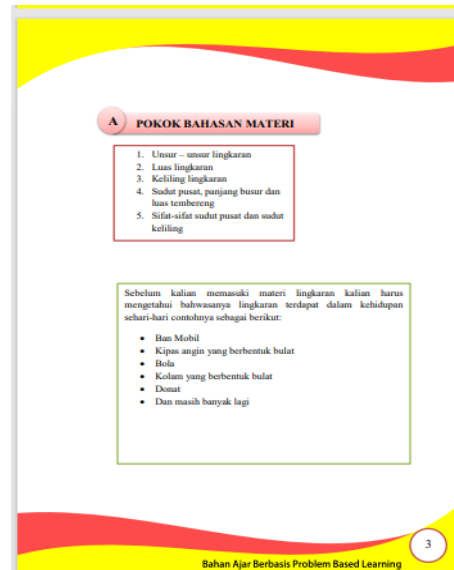 A
POKOK BAHASAN MATERI
1. Unsur – unsur lingkaran
2. Luas lingkaran
3. Keliling lingkaran
4. Sudut pusat, panjang busur dan
luas tembereng
5. Sifat-sifat sudut pusat dan sudut
keliling
Sebelum kalian memasuki materi lingkaran kalian harus
mengetahui bahwasanya lingkaran terdapat dalam kehidupan
sehari-hari contohnya sebagai berikut:
• Ban Mobil
• Kipas angin yang berbentuk bulat
• Bola
• Kolam yang berbentuk bulat
• Donat
• Dan masih banyak lagi
3
Bahan Ajar Berbasis Problem Based Learning